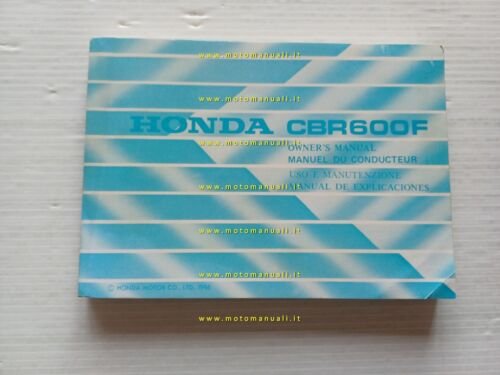 www.motomanuali.it
www.motomanuali.it
HONDA CBR600F
OWNER'S MANUAL
www.motomanuali.it
MANUEL DU CONDUCTEUR
USO E MANUTENZIONE
www.motomanuali.it
MANUAL DE EXPLICACIONES
www.motomanuali.it
www.motomanuali.it
© HONDA MOTOR CO., LTD. 1986
www.motomanuali.it